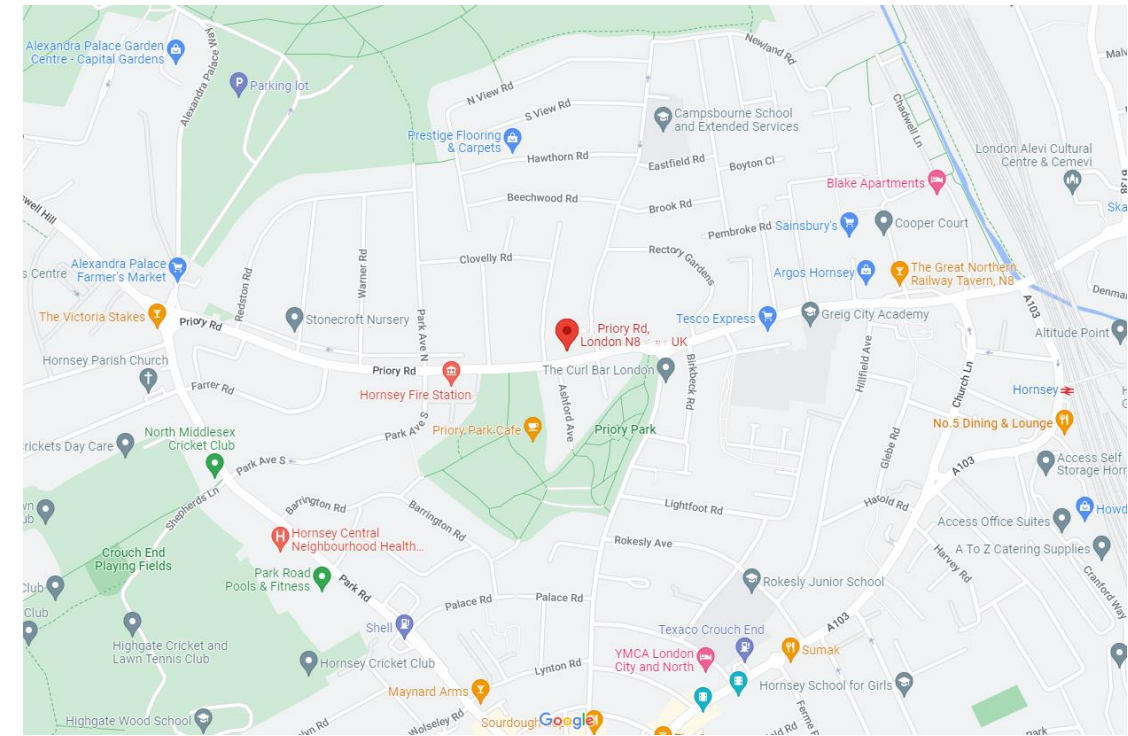 Alexandra Palace Garden
Centre - Capital Gardens
Alexandra Palace Way
Parking lot
Newland Rd
N View Rd
S View Rd
Campsbourne School
and Extended Services
Chadwell Ln
Prestige Flooring
& Carpets
Hawthorn Rd
Eastfield Rd
Boyton Cl
London Alevi Cultural
Centre & Cemevi
Blake Apartments
Beechwood Rd
Brook Rd
Pembroke Rd
Sainsbury's
Cooper Court
Rectory Gardens
Warner Rd
Clovelly Rd
Alexandra Palace
Farmer's Market
s Centre
Redston Rd
Argos Hornsey
The Great Northern
Railway Tavern, N8
A103
The Victoria Stakes
Priory Rd
Stonecroft Nursery
Park Ave N
Priory Rd,
London N8
UK
Tesco Express
Greig City Academy
Altitude Point
Hornsey Parish Church
Priory Rd
The Curl Bar London
Birkbeck Rd
Hillfield Ave
Church Ln
Farrer Rd
Hornsey Fire Station
Ashford Ave
Hornsey
North Middlesex
Cricket Club
Park Ave S
Priory Park Cafe
Priory Park
Glebe Rd
No.5 Dining & Lounge
rickets Day Care
Park Ave S
A103
Access Self
Storage Horn
Shepherds Ln
Barrington Rd
Barrington Rd
Lightfoot Rd
Harold Rd
Howd
Access Office Suites
Hornsey Central
Neighbourhood Health...
Rokesly Ave
A To Z Catering Supplies
Crouch End
Playing Fields
Harvey Rd
Cranford Way
Park Road
Pools & Fitness
Park Rd
Rokesly Junior School
Club
Club
Palace Rd
Palace Rd
A103
Shell
Texaco Crouch End
Highgate Cricket and
Lawn Tennis Club
YMCA London
City and North
Sumak
Hornsey Cricket Club
Lynton Rd
Hornsey School for Girls
Maynard Arms
Highgate Wood School
Wolseley Rd
Sourdough
Google
Ferme